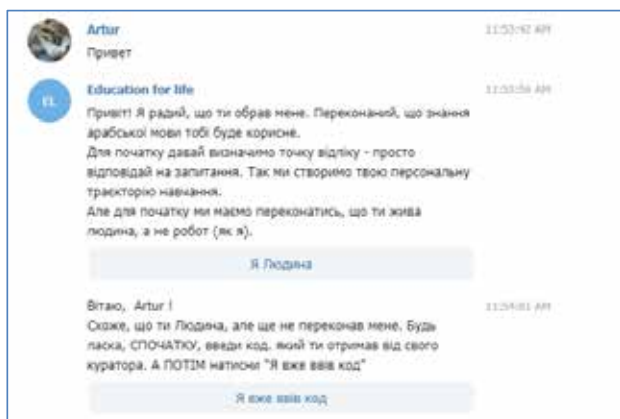 Artur
11:53:42 AM
Привет
EL
Education for life
11:53:56 AM
Привіт! Я радий, що ти обрав мене. Переконаний, що знання
арабської мови тобі буде корисне.
Для початку давай визначимо точку відліку - просто
відповідай на запитання. Так ми створимо твою персональну
траєкторію навчання.
Але для початку ми маємо переконатись, що ти жива
людина, а не робот (як я).
Я Людина
Вітаю, Artur !
11:54:01 AM
Схоже, що ти Людина, але ще не переконав мене. Будь
ласка, СПОЧАТКУ, введи код, який ти отримав від свого
куратора. А ПОТІМ натисни "Я вже ввів код"
Я вже ввів код